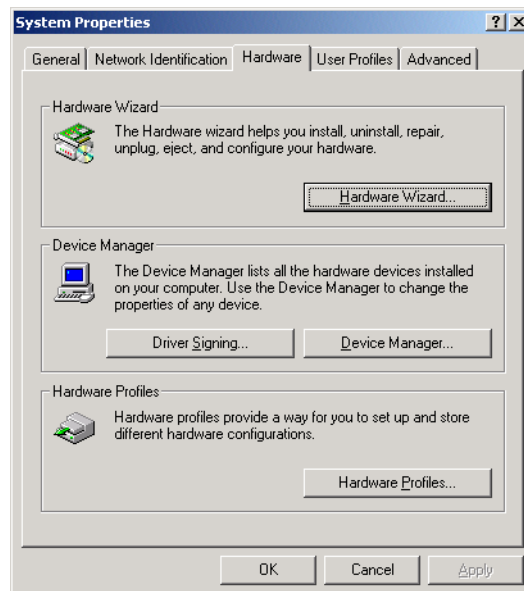 System Properties
General
Network Identification
Hardware
User Profiles
Advanced
Hardware Wizard
The Hardware wizard helps you install, uninstall, repair,
unplug, eject, and configure your hardware.
Hardware Wizard...
Device Manager
The Device Manager lists all the hardware devices installed
on your computer. Use the Device Manager to change the
properties of any device.
Driver Signing...
Device Manager...
Hardware Profiles
Hardware profiles provide a way for you to set up and store
different hardware configurations.
Hardware Profiles...
OK
Cancel
Apply